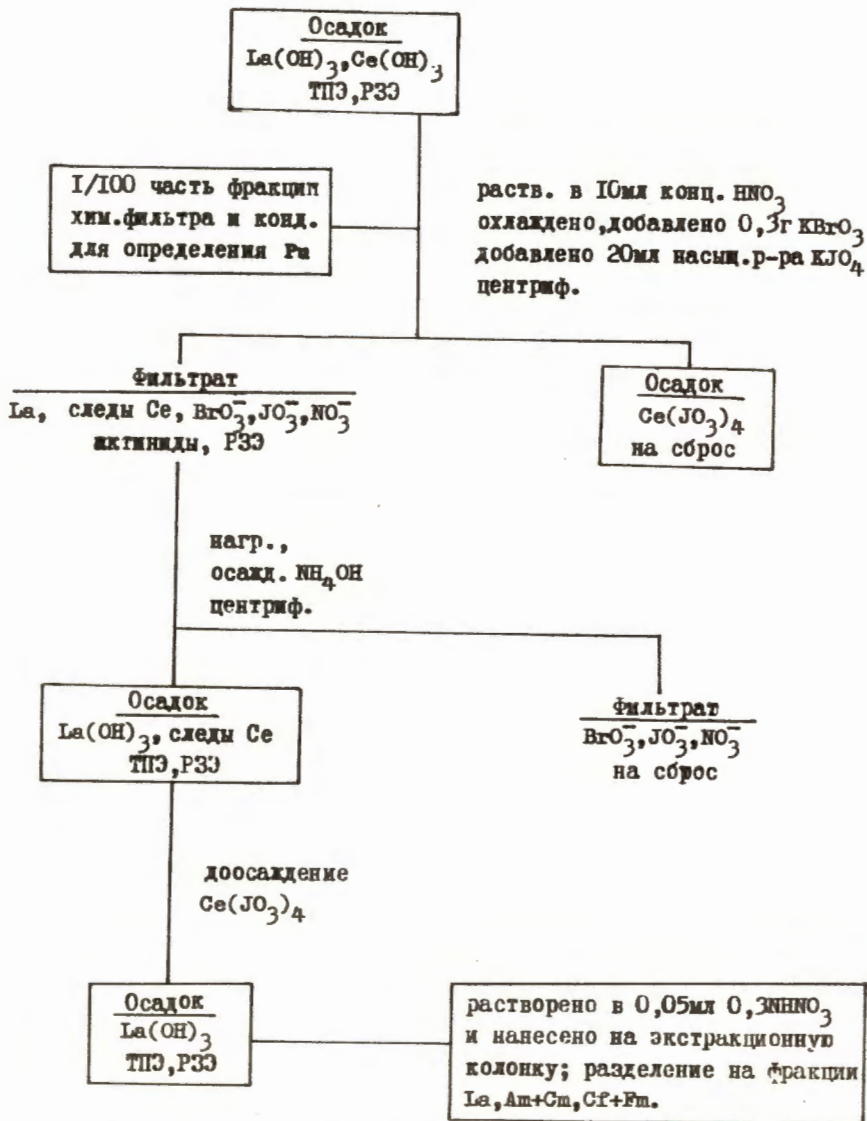 Осадок
La(OH)₃,Ce(OH)₃
ТПЭ,РЗЭ
I/I00 часть фракции
хим.фильтра и конд.
для определения Pu
раств. в I0мл конц. HNO₃
охлаждено,добавлено 0,3г KBrO₃
добавлено 20мл насыщ.р-ра KJO₄
центриф.
Фильтрат
La, следы Ce, BrO₃⁻,JO₃⁻,NO₃⁻
актиниды, РЗЭ
Осадок
Ce(JO₃)₄
на сброс
нагр.,
осажд. NH₄OH
центриф.
Осадок
La(OH)₃, следы Ce
ТПЭ,РЗЭ
Фильтрат
BrO₃⁻,JO₃⁻,NO₃⁻
на сброс
доосаждение
Ce(JO₃)₄
Осадок
La(OH)₃
ТПЭ,РЗЭ
растворено в 0,05мл 0,3NHNO₃
и нанесено на экстракционную
колонку; разделение на фракции
La,Am+Cm,Cf+Fm.